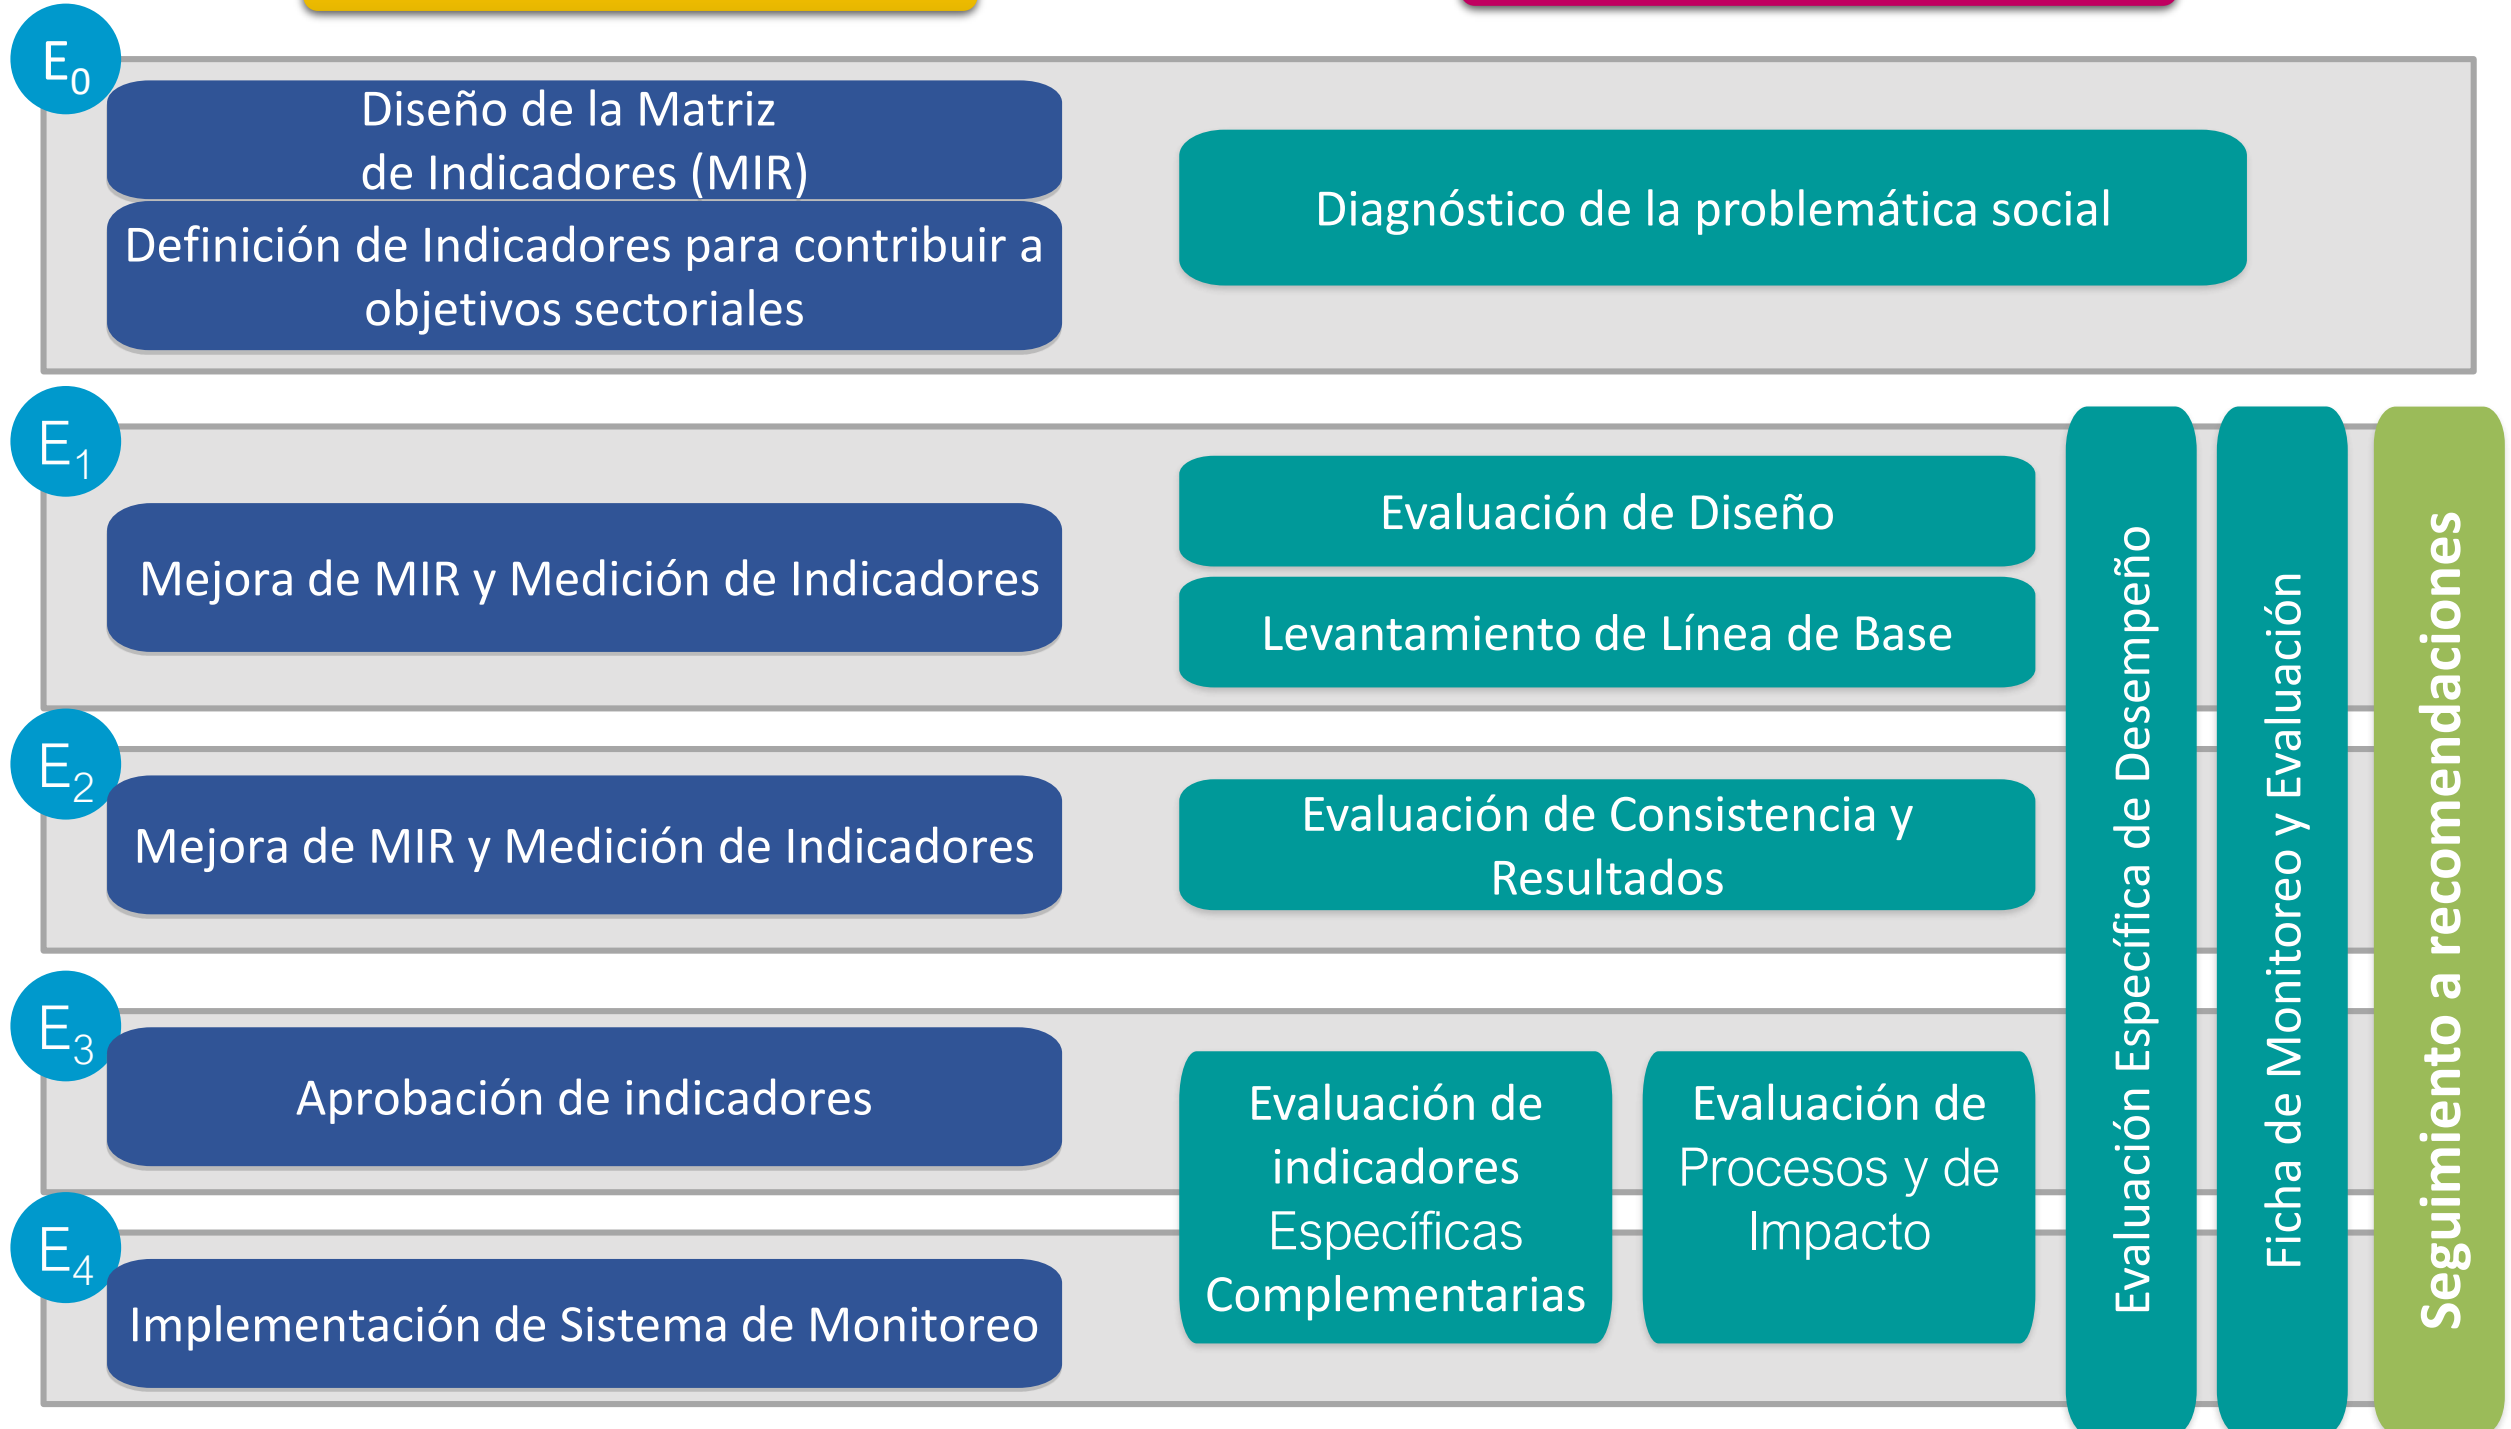 E0
Diseño de la Matriz
de Indicadores (MIR)
Definición de Indicadores para contribuir a
objetivos sectoriales
Diagnóstico de la problemática social
E1
Mejora de MIR y Medición de Indicadores
Evaluación de Diseño
Levantamiento de Línea de Base
E2
Mejora de MIR y Medición de Indicadores
Evaluación de Consistencia y
Resultados
E3
Aprobación de indicadores
Evaluación de
indicadores
Específicas
Complementarias
Evaluación de
Procesos y de
Impacto
E4
Implementación de Sistema de Monitoreo
Evaluación Específica de Desempeño
Ficha de Monitoreo y Evaluación
Seguimiento a recomendaciones